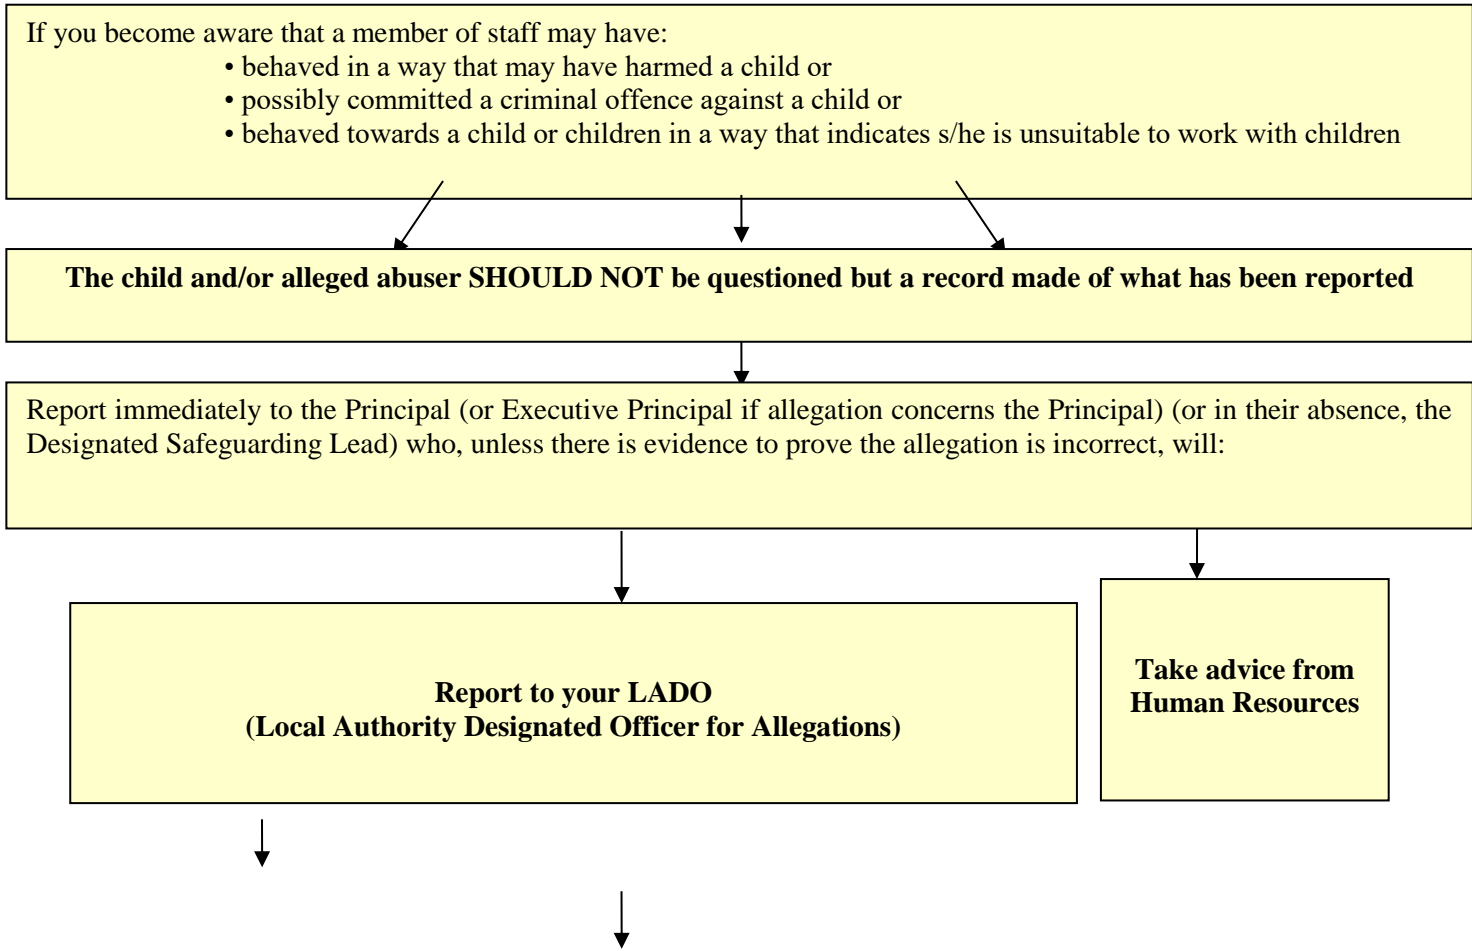 If you become aware that a member of staff may have:
• behaved in a way that may have harmed a child or
• possibly committed a criminal offence against a child or
• behaved towards a child or children in a way that indicates s/he is unsuitable to work with children
The child and/or alleged abuser SHOULD NOT be questioned but a record made of what has been reported
Report immediately to the Principal (or Executive Principal if allegation concerns the Principal) (or in their absence, the
Designated Safeguarding Lead) who, unless there is evidence to prove the allegation is incorrect, will:
Report to your LADO
(Local Authority Designated Officer for Allegations)
Take advice from
Human Resources